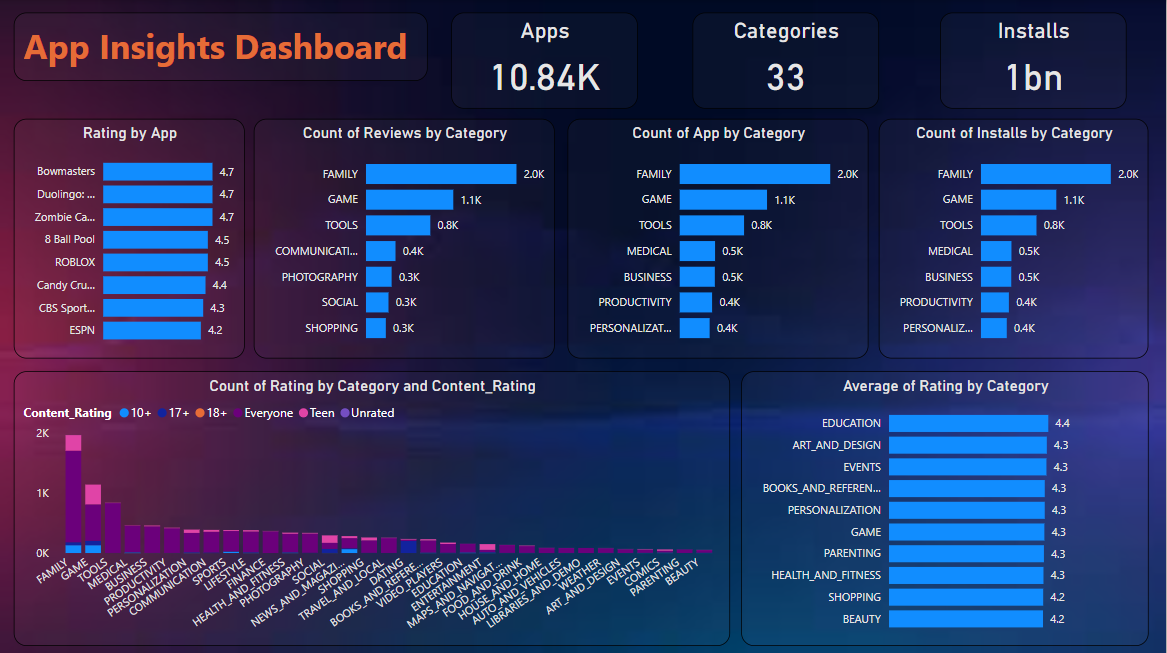 App Insights Dashboard
Apps
10.84K
Categories
33
Installs
1bn
Rating by App
Bowmasters 4.7
Duolingo: ... 4.7
Zombie Ca... 4.7
8 Ball Pool 4.5
ROBLOX 4.5
Candy Cru... 4.4
CBS Sport... 4.3
ESPN 4.2
Count of Reviews by Category
FAMILY 2.0K
GAME 1.1K
TOOLS 0.8K
COMMUNICATI... 0.4K
PHOTOGRAPHY 0.3K
SOCIAL 0.3K
SHOPPING 0.3K
Count of App by Category
FAMILY 2.0K
GAME 1.1K
TOOLS 0.8K
MEDICAL 0.5K
BUSINESS 0.5K
PRODUCTIVITY 0.4K
PERSONALIZAT... 0.4K
Count of Installs by Category
FAMILY 2.0K
GAME 1.1K
TOOLS 0.8K
MEDICAL 0.5K
BUSINESS 0.5K
PRODUCTIVITY 0.4K
PERSONALIZ... 0.4K
Count of Rating by Category and Content_Rating
Content_Rating 10+ 17+ 18+ Everyone Teen Unrated
2K
1K
0K
FAMILY
GAME
TOOLS
MEDICAL
BUSINESS
PRODUCTIVITY
PERSONALIZATION
COMMUNICATION
SPORTS
LIFESTYLE
FINANCE
HEALTH_AND_FITNESS
PHOTOGRAPHY
SOCIAL
NEWS_AND_MAGAZI...
SHOPPING
TRAVEL_AND_LOCAL
DATING
BOOKS_AND_REFERE...
VIDEO_PLAYERS
EDUCATION
ENTERTAINMENT
MAPS_AND_NAVIGAT...
FOOD_AND_DRINK
HOUSE_AND_HOME
AUTO_AND_VEHICLES
LIBRARIES_AND_DEMO
WEATHER
ART_AND_DESIGN
EVENTS
COMICS
PARENTING
BEAUTY
Average of Rating by Category
EDUCATION 4.4
ART_AND_DESIGN 4.3
EVENTS 4.3
BOOKS_AND_REFEREN... 4.3
PERSONALIZATION 4.3
GAME 4.3
PARENTING 4.3
HEALTH_AND_FITNESS 4.3
SHOPPING 4.2
BEAUTY 4.2